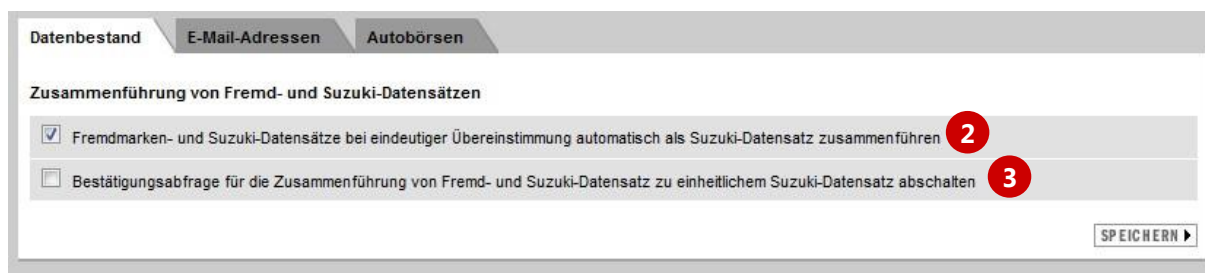 Datenbestand E-Mail-Adressen Autobörsen
Zusammenführung von Fremd- und Suzuki-Datensätzen
Fremdmarken- und Suzuki-Datensätze bei eindeutiger Übereinstimmung automatisch als Suzuki-Datensatz zusammenführen 2
Bestätigungsabfrage für die Zusammenführung von Fremd- und Suzuki-Datensatz zu einheitlichem Suzuki-Datensatz abschalten 3
SPEICHERN